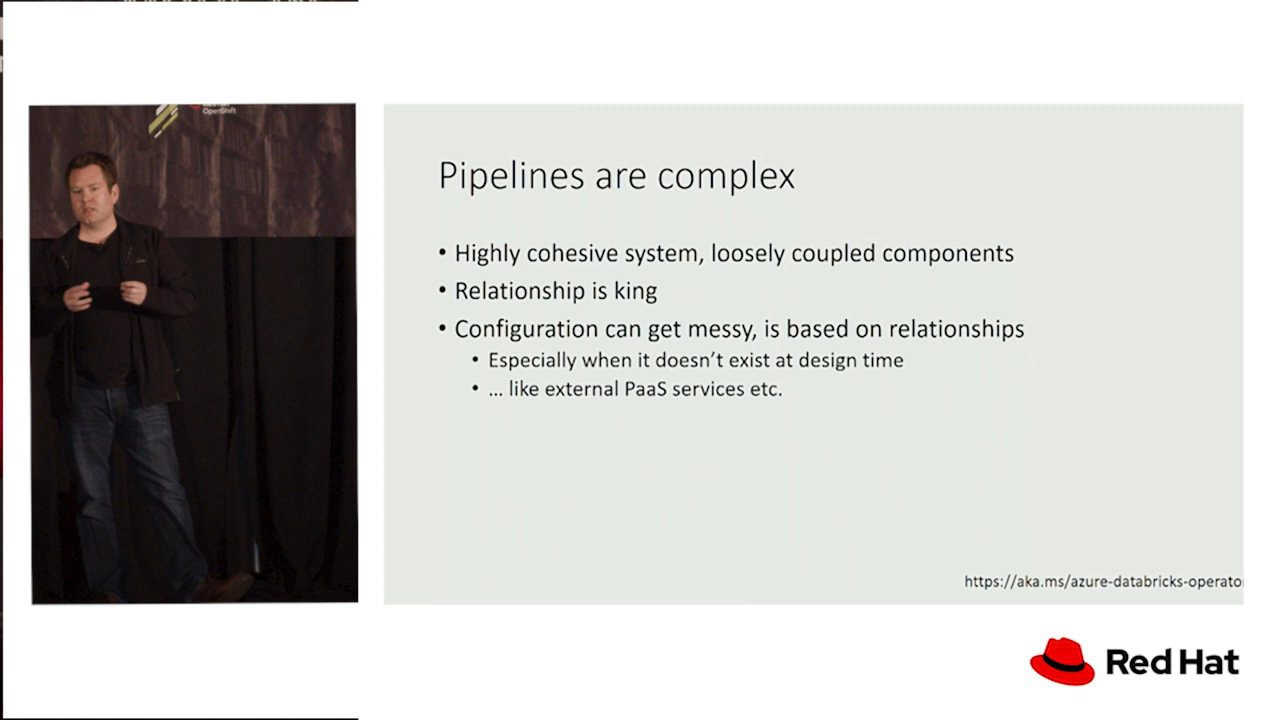 OpenShift
Pipelines are complex
• Highly cohesive system, loosely coupled components
• Relationship is king
• Configuration can get messy, is based on relationships
• Especially when it doesn’t exist at design time
• ... like external PaaS services etc.
https://aka.ms/azure-databricks-operato
Red Hat